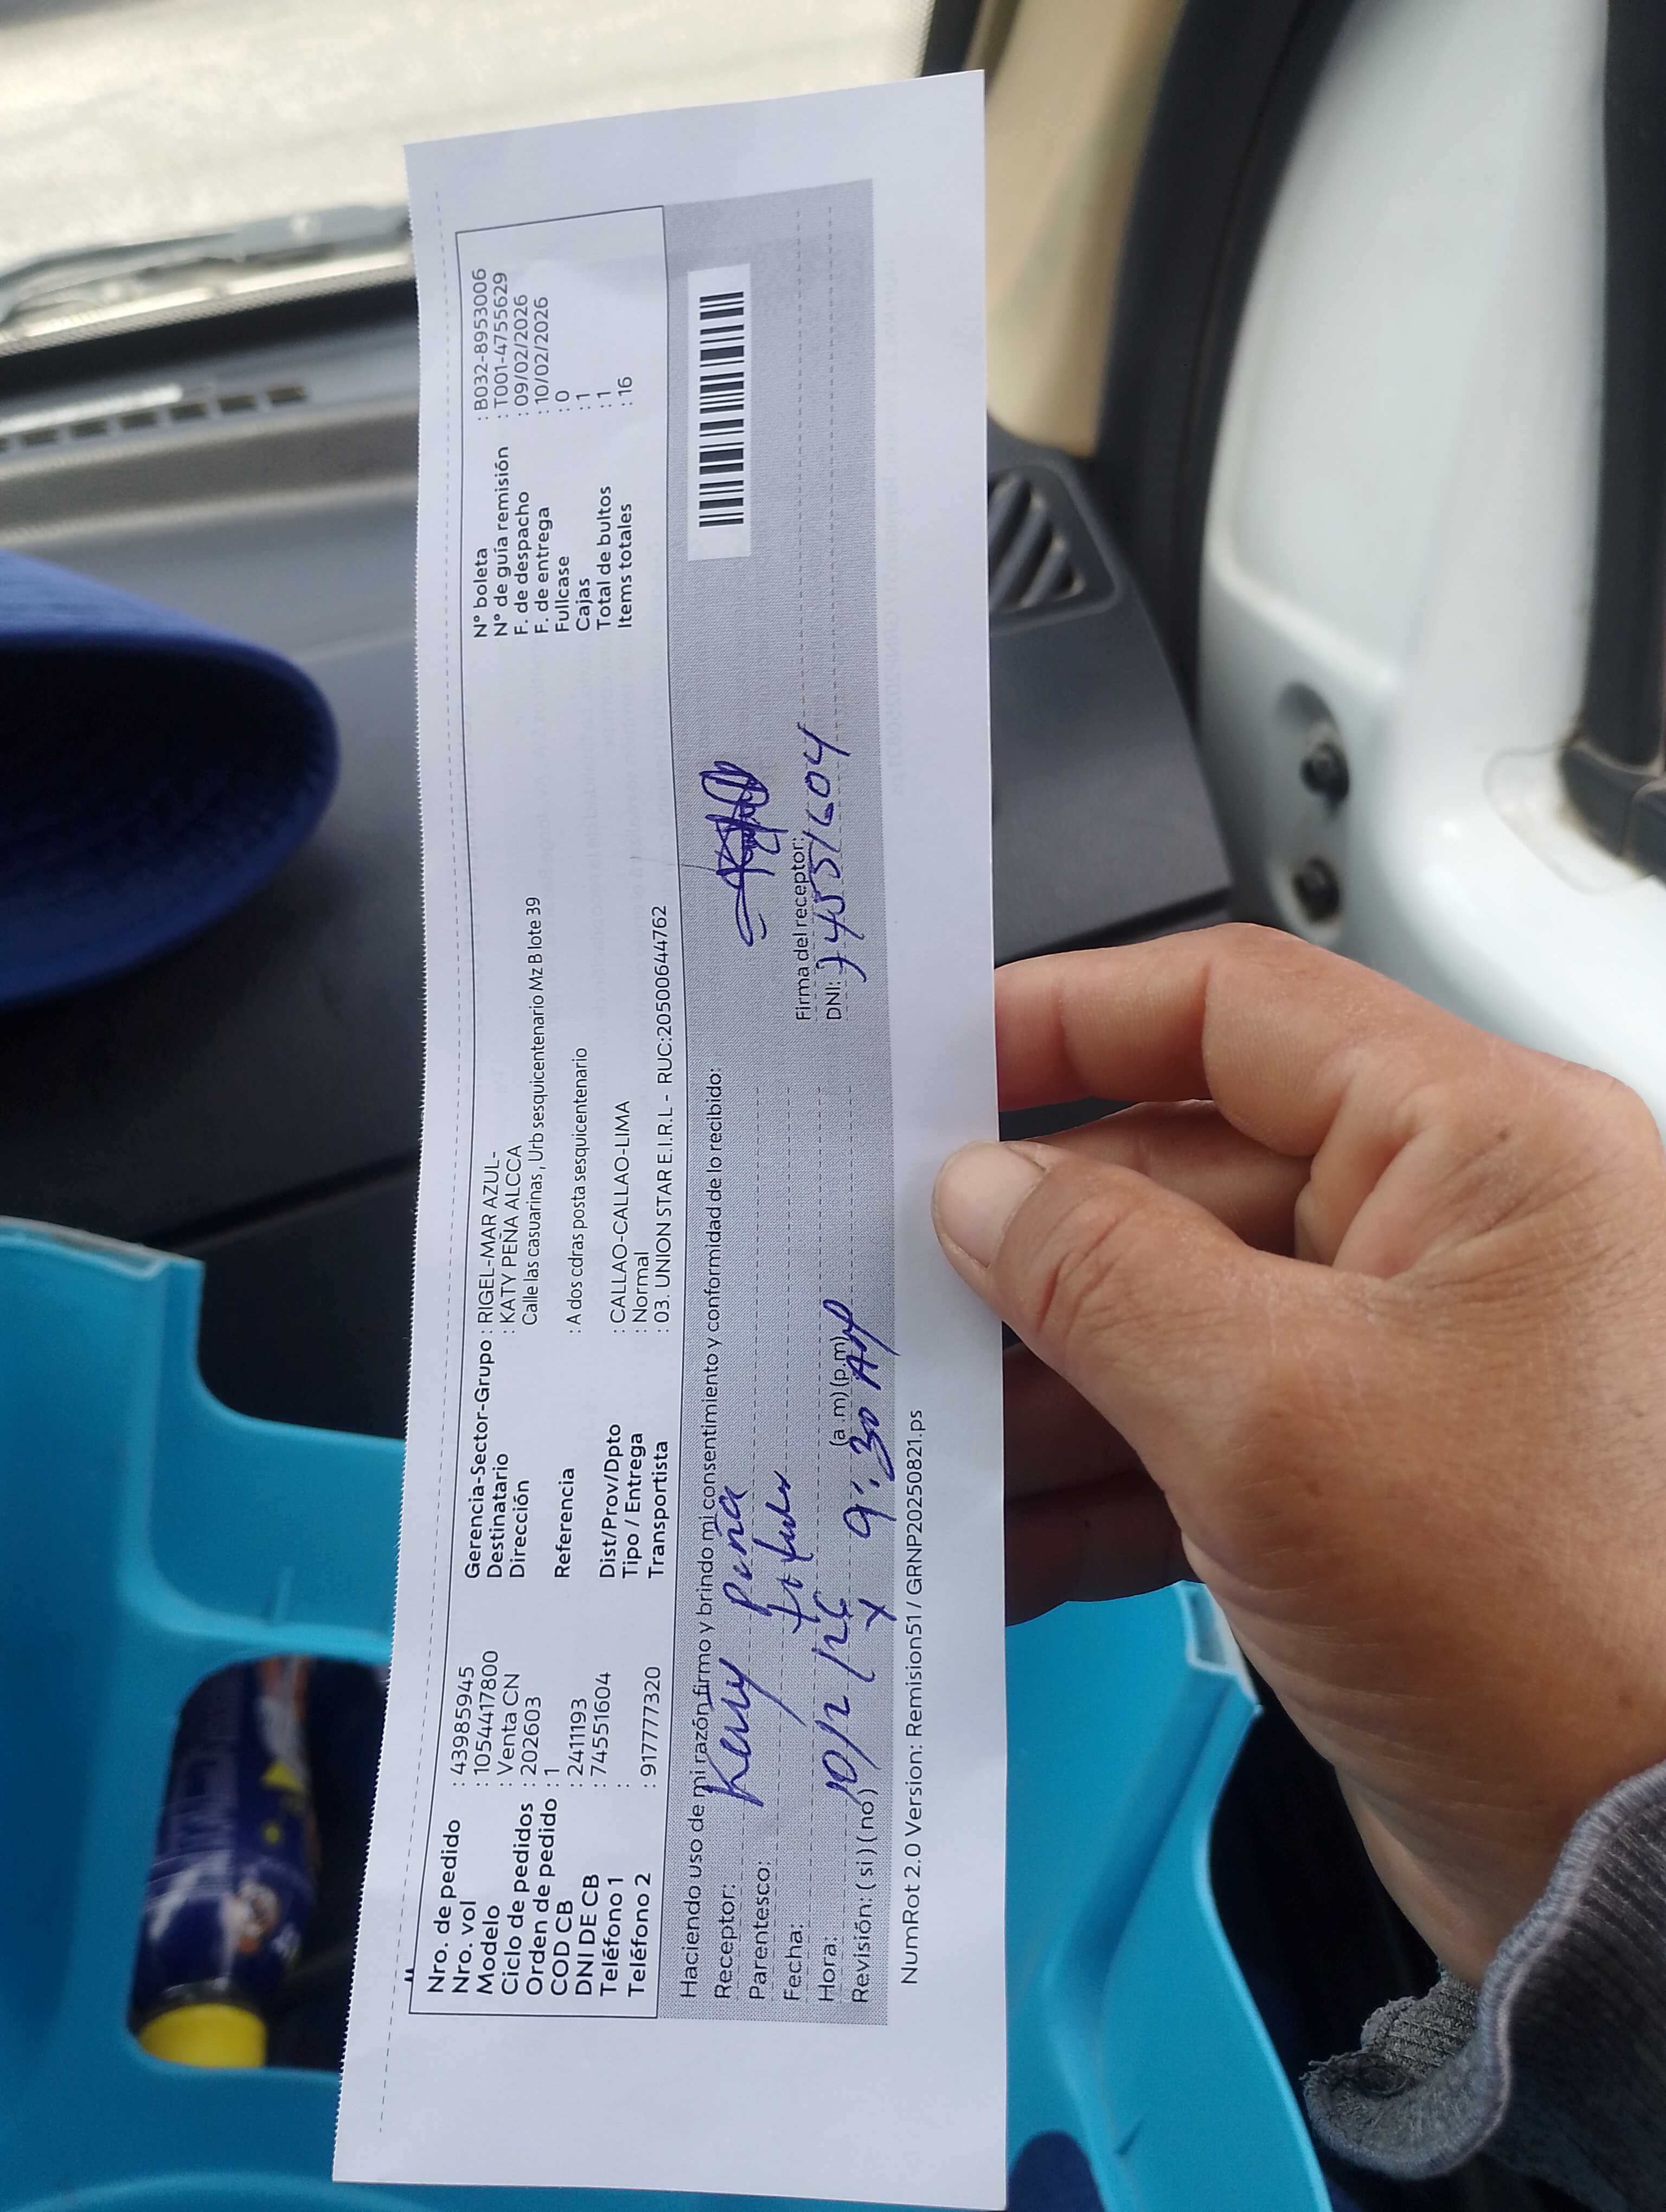 Nro. de pedido : 43985945
Nro. vol : 1054417800
Modelo : Venta CN
Ciclo de pedidos : 202603
Orden de pedido : 1
COD CB : 2411193
DNI DE CB : 74551604
Teléfono 1 :
Teléfono 2 : 917777320
Gerencia-Sector-Grupo : RIGEL-MAR AZUL-
Destinatario : KATY PEÑA ALCCA
Dirección Calle las casuarinas , Urb sesquicentenario Mz B lote 39
Referencia : A dos cdras posta sesquicentenario
Dist/Prov/Dpto : CALLAO-CALLAO-LIMA
Tipo / Entrega : Normal
Transportista : 03. UNION STAR E.I.R.L - RUC:20500644762
N° boleta : B032-8953006
N° de guía remisión : T001-4755629
F. de despacho : 09/02/2026
F. de entrega : 10/02/2026
Fullcase : 0
Cajas : 1
Total de bultos : 1
Items totales : 16
Haciendo uso de mi razón firmo y brindo mi consentimiento y conformidad de lo recibido:
Receptor: Peña
Parentesco:
Fecha: 10/2/26
Hora: 9:30 AM (a .m) (p.m)
Revisión: ( si ) ( no ) X
Firma del receptor:
DNI: 74551604
NumRot 2.0 Version: Remision51 / GRNP20250821.ps